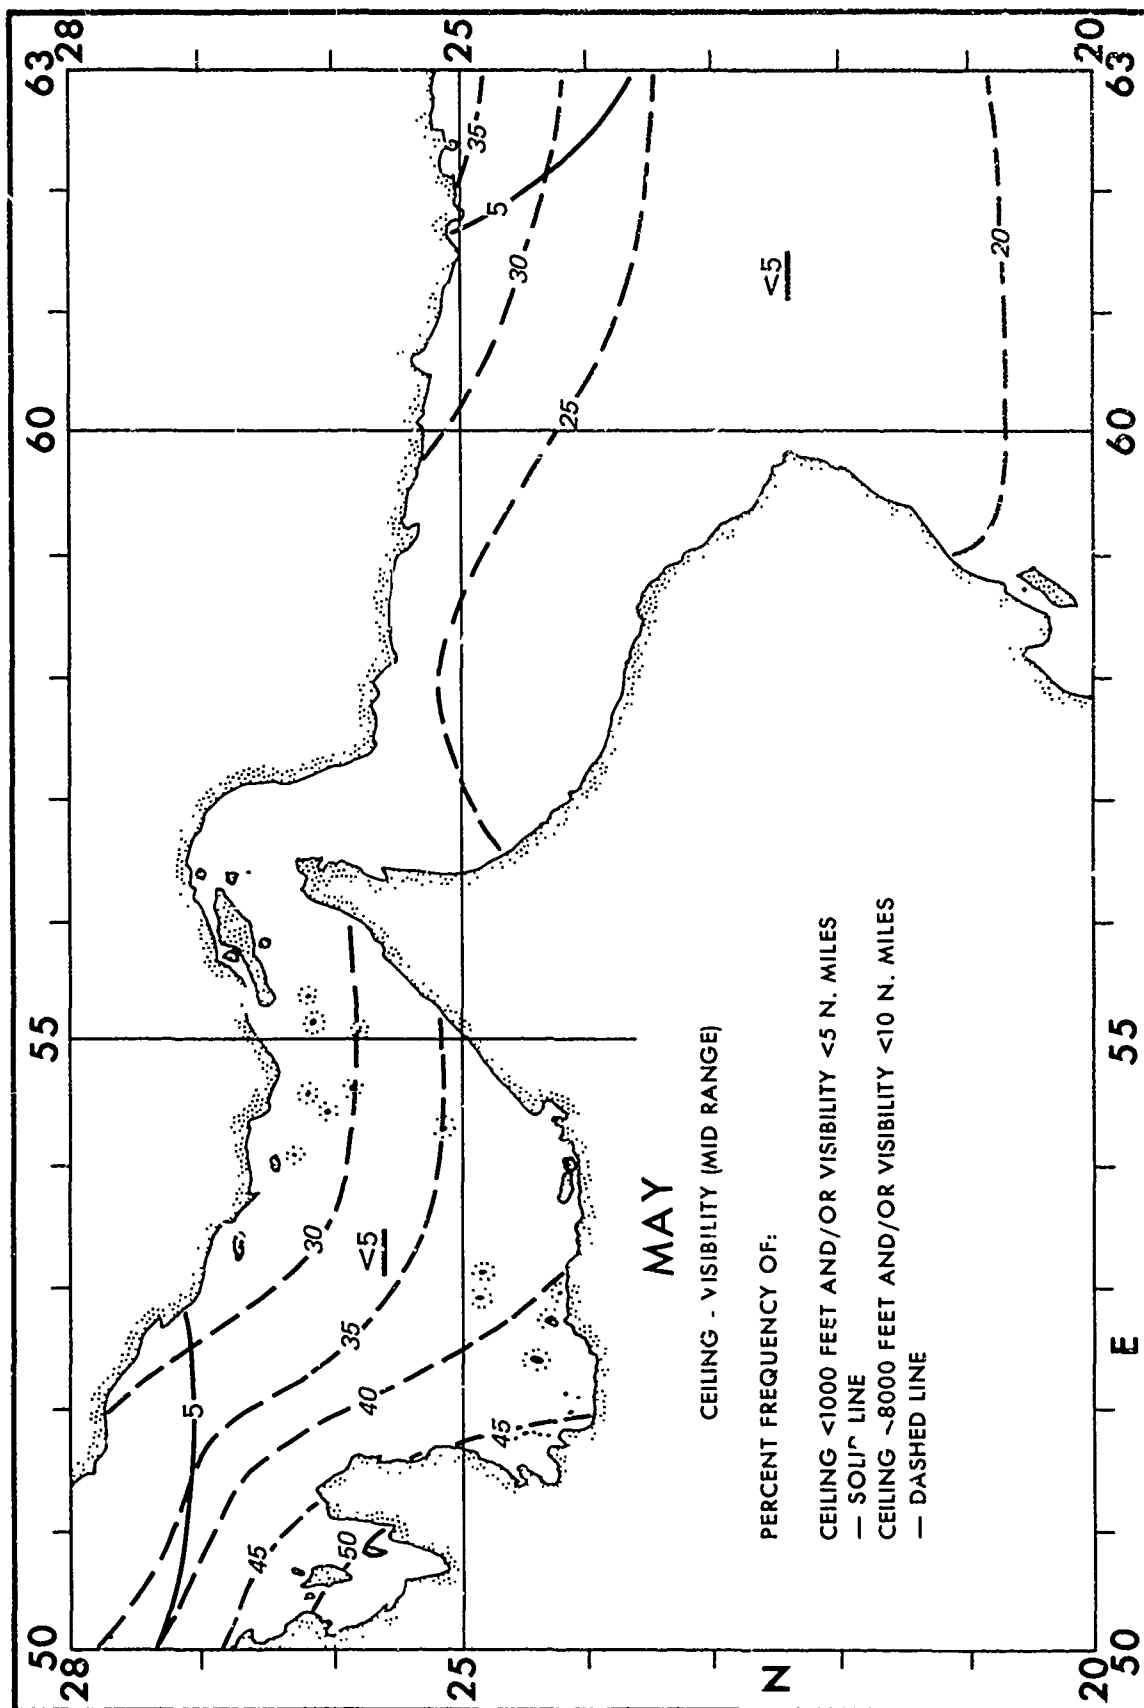 50 55 60 63
28 28
5
45
30
50
35
<5
40
25 25
35
5
45
30
25
MAY
CEILING - VISIBILITY (MID RANGE)
N
<5
PERCENT FREQUENCY OF:
CEILING <1000 FEET AND/OR VISIBILITY <5 N. MILES
— SOLID LINE
CEILING ~8000 FEET AND/OR VISIBILITY <10 N. MILES
— DASHED LINE
20
20 20
50 E 55 60 63